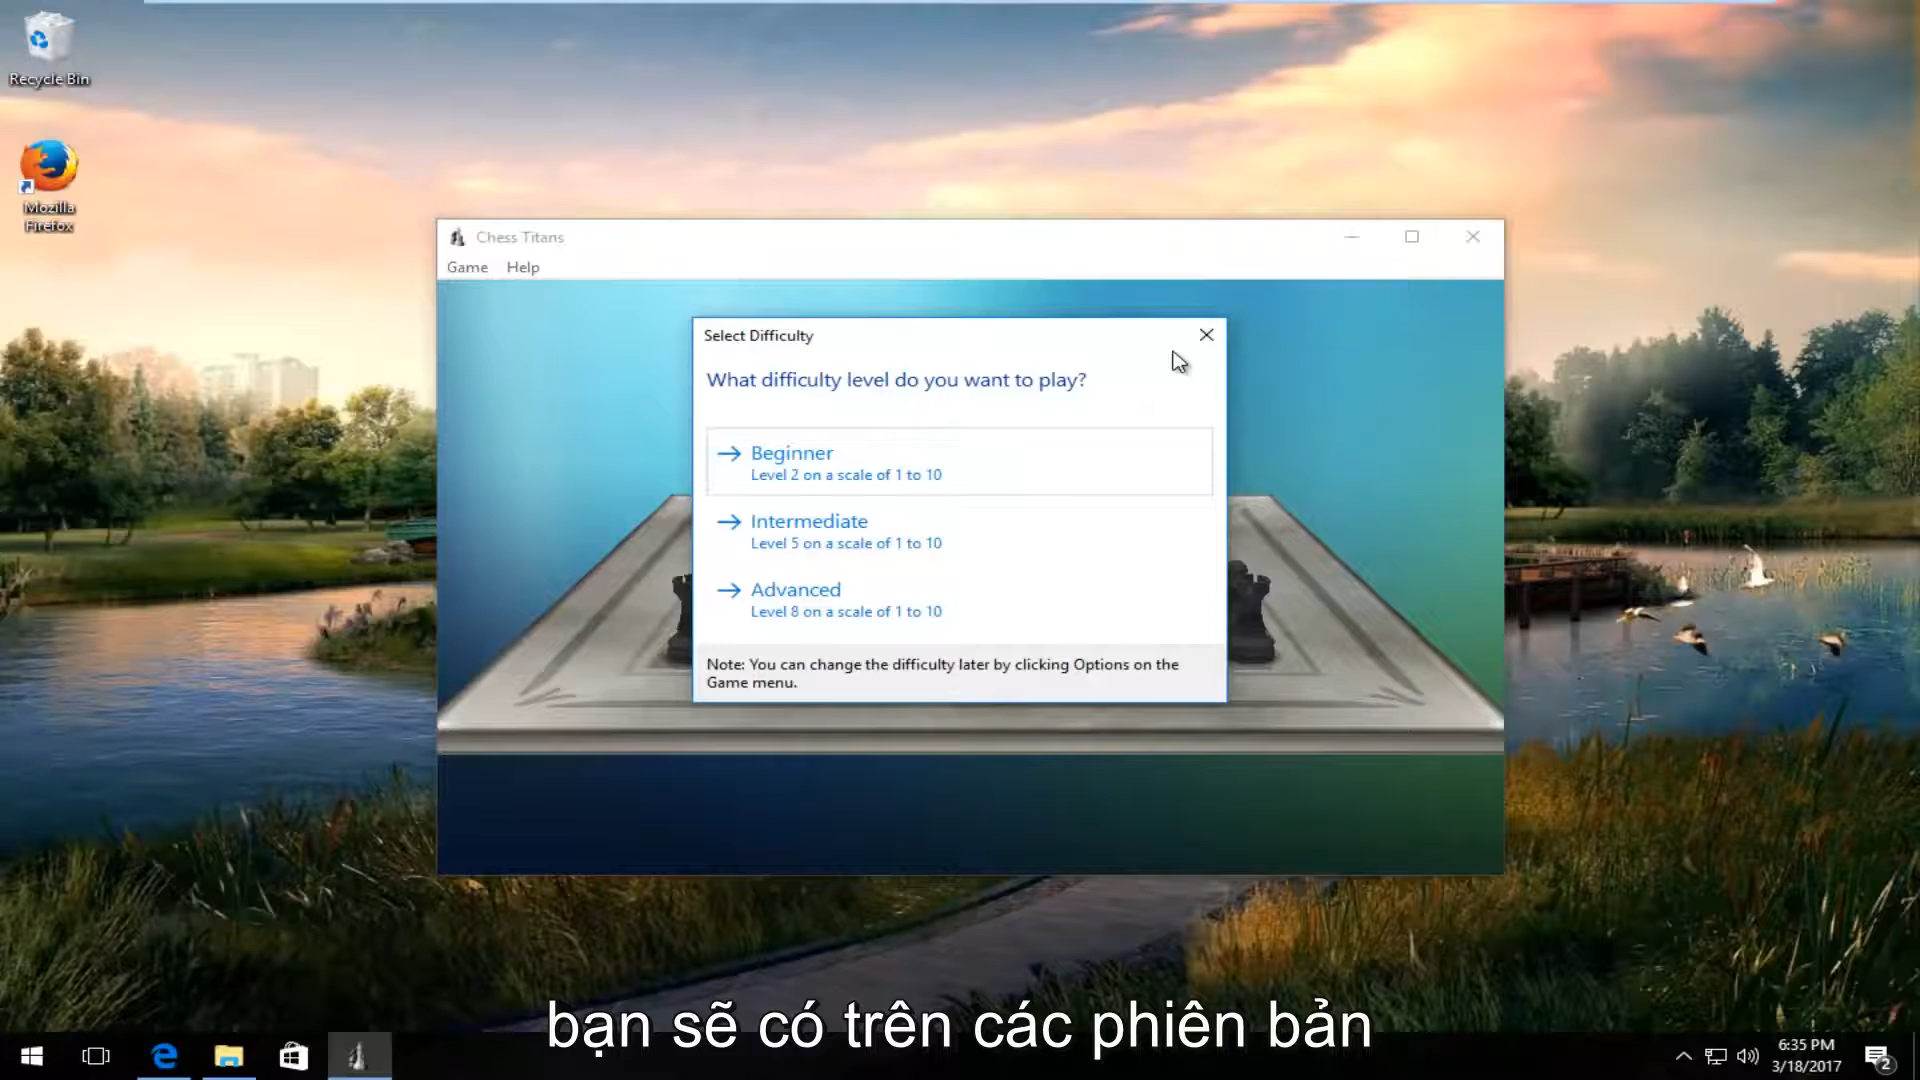 Recycle Bin
Mozilla
Firefox
Chess Titans
Game Help
Select Difficulty
What difficulty level do you want to play?
Beginner
Level 2 on a scale of 1 to 10
Intermediate
Level 5 on a scale of 1 to 10
Advanced
Level 8 on a scale of 1 to 10
Note: You can change the difficulty later by clicking Options on the
Game menu.
bạn sẽ có trên các phiên bản
6:35 PM
3/18/2017
2